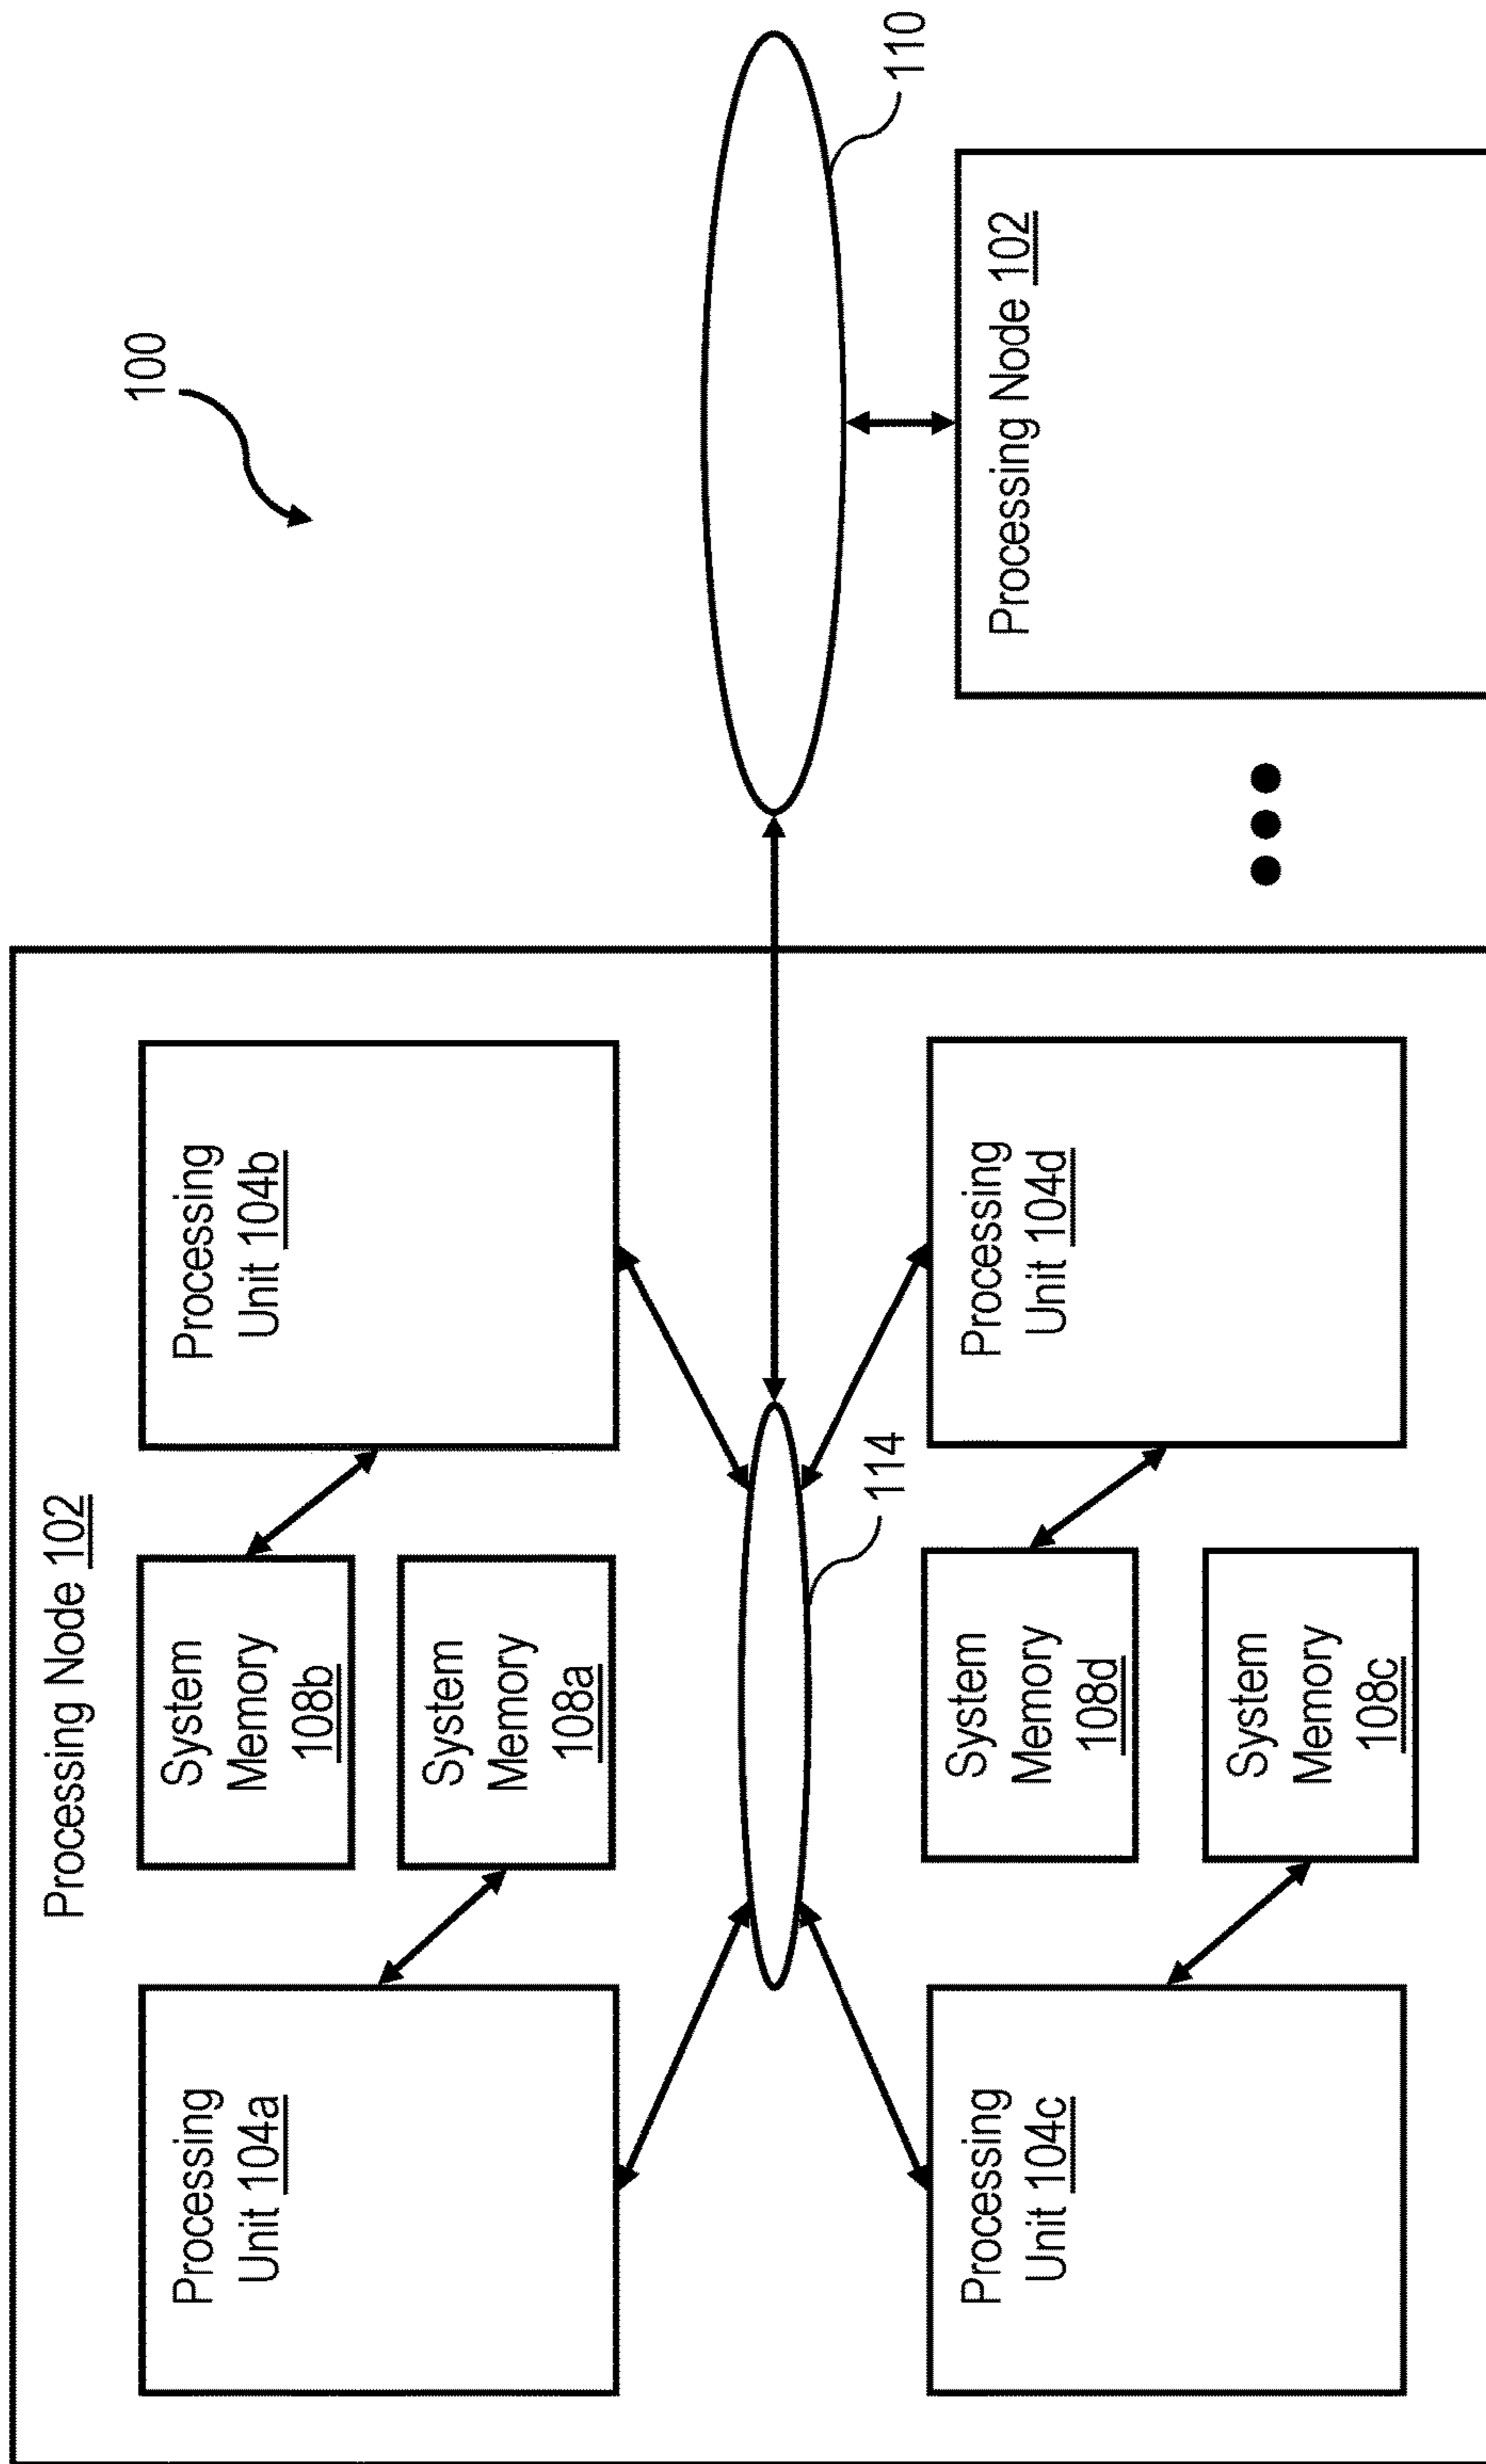 100
Processing Node 102
Processing
Unit 104a
System
Memory
108b
System
Memory
108a
Processing
Unit 104b
110
114
Processing
Unit 104c
System
Memory
108d
System
Memory
108c
Processing
Unit 104d
Processing Node 102